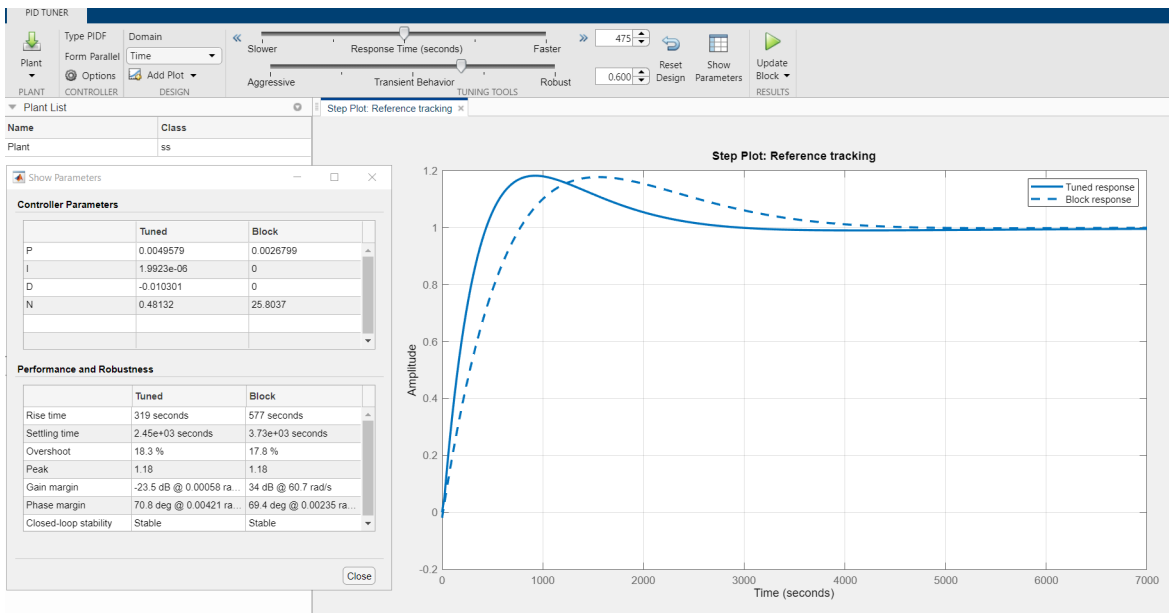 PID TUNER
Plant
PLANT
Type PIDF
Form Parallel
Options
CONTROLLER
Domain
Time
Add Plot
DESIGN
Slower
Response Time (seconds)
Faster
475
Aggressive
Transient Behavior
Robust
0.600
TUNING TOOLS
Reset
Design
Show
Parameters
Update
Block
RESULTS
Plant List
Name Class
Plant ss
Show Parameters
Controller Parameters
Tuned Block
P 0.0049579 0.0026799
I 1.9923e-06 0
D -0.010301 0
N 0.48132 25.8037
Performance and Robustness
Tuned Block
Rise time 319 seconds 577 seconds
Settling time 2.45e+03 seconds 3.73e+03 seconds
Overshoot 18.3 % 17.8 %
Peak 1.18 1.18
Gain margin -23.5 dB @ 0.00058 ra... 34 dB @ 60.7 rad/s
Phase margin 70.8 deg @ 0.00421 ra... 69.4 deg @ 0.00235 ra...
Closed-loop stability Stable Stable
Close
Step Plot: Reference tracking
Step Plot: Reference tracking
Tuned response
Block response
Amplitude
1.2
1
0.8
0.6
0.4
0.2
0
-0.2
0 1000 2000 3000 4000 5000 6000 7000
Time (seconds)